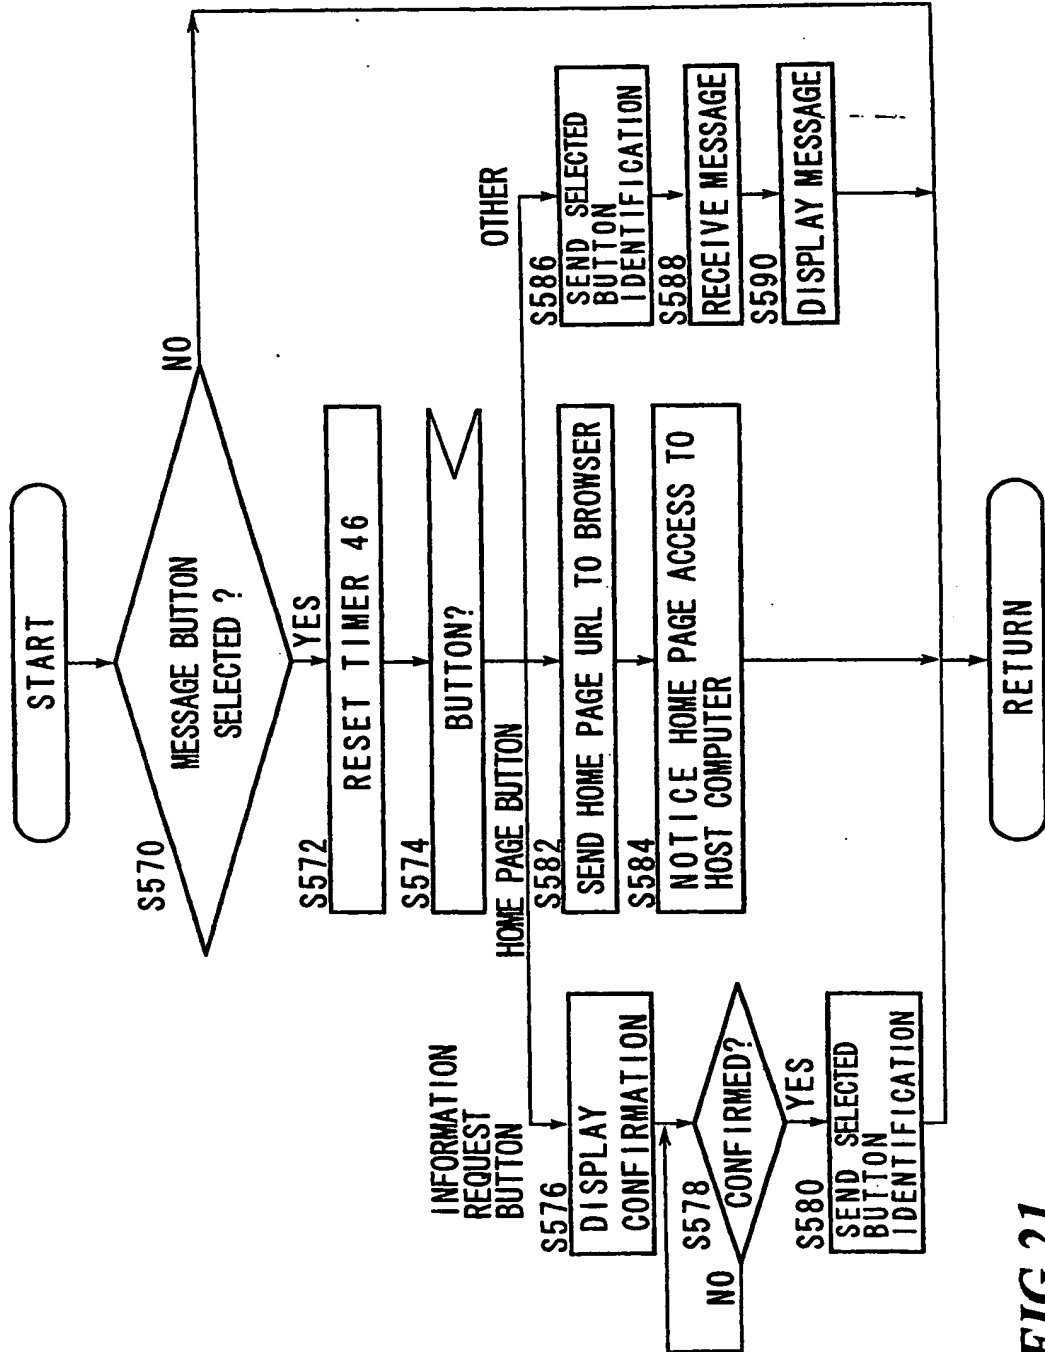 START
S570
MESSAGE BUTTON
SELECTED ?
NO
YES
S572
RESET TIMER 46
S574
BUTTON?
INFORMATION
REQUEST
BUTTON
HOME PAGE BUTTON
OTHER
S576
DISPLAY
CONFIRMATION
S578
CONFIRMED?
NO
YES
S580
SEND SELECTED
BUTTON
IDENTIFICATION
S582
SEND HOME PAGE URL TO BROWSER
S584
NOTICE HOME PAGE ACCESS TO
HOST COMPUTER
S586
SEND SELECTED
BUTTON
IDENTIFICATION
S588
RECEIVE MESSAGE
S590
DISPLAY MESSAGE
RETURN
FIG.21